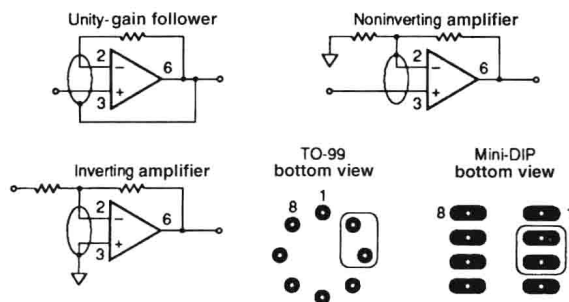 Unity-gain follower
2
6
3
Noninverting amplifier
2
6
3
Inverting amplifier
2
6
3
TO-99
bottom view
1
8
Mini-DIP
bottom view
8
1